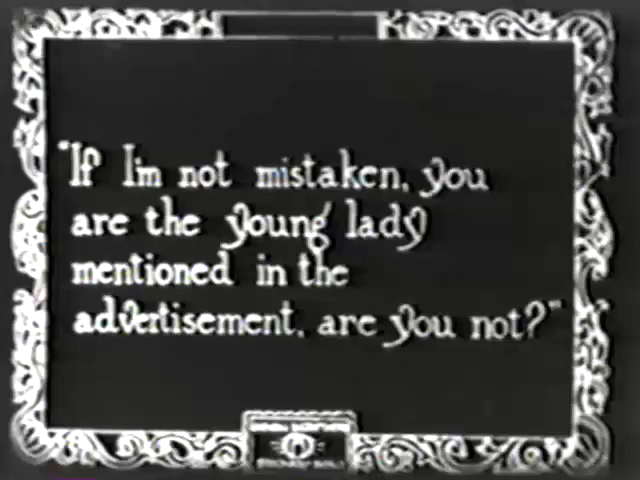 "If I'm not mistaken, you
are the young lady
mentioned in the
advertisement, are you not?"